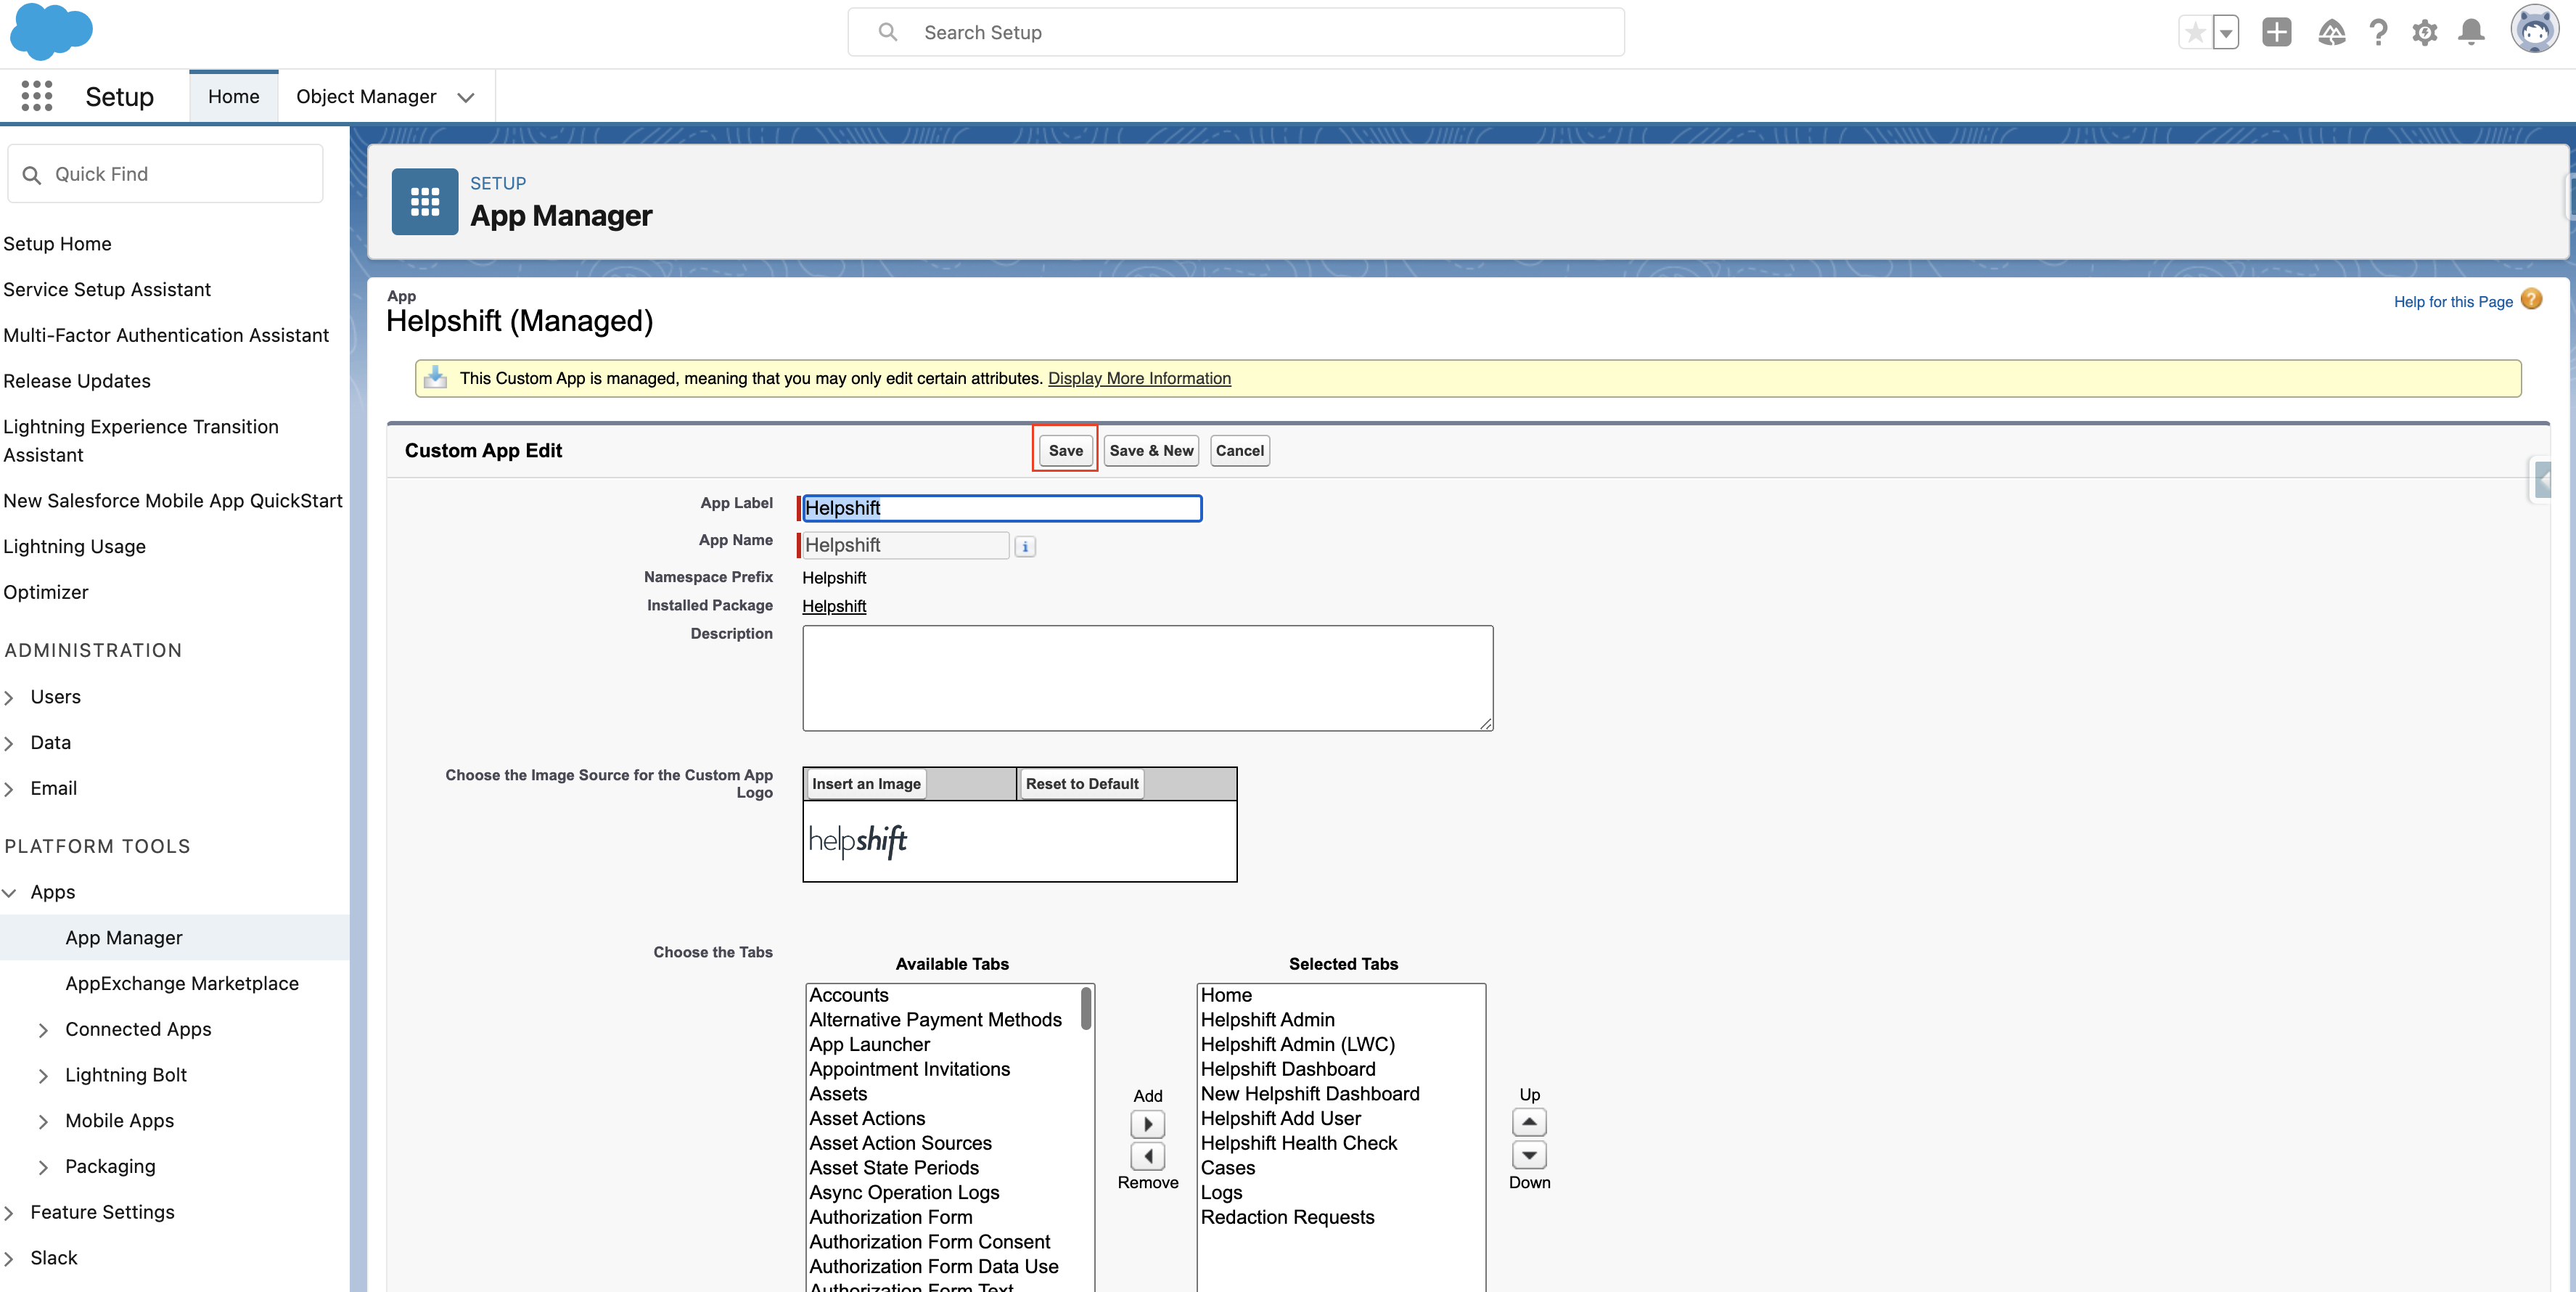 Search Setup
Setup
Home
Object Manager
Quick Find
Setup Home
Service Setup Assistant
Multi-Factor Authentication Assistant
Release Updates
Lightning Experience Transition
Assistant
New Salesforce Mobile App QuickStart
Lightning Usage
Optimizer
ADMINISTRATION
Users
Data
Email
PLATFORM TOOLS
Apps
App Manager
AppExchange Marketplace
Connected Apps
Lightning Bolt
Mobile Apps
Packaging
Feature Settings
Slack
SETUP
App Manager
App
Helpshift (Managed)
Help for this Page
This Custom App is managed, meaning that you may only edit certain attributes. Display More Information
Custom App Edit
Save
Save & New
Cancel
App Label
Helpshift
App Name
Helpshift
Namespace Prefix
Helpshift
Installed Package
Helpshift
Description
Choose the Image Source for the Custom App
Logo
Insert an Image
Reset to Default
helpshift
Choose the Tabs
Available Tabs
Accounts
Alternative Payment Methods
App Launcher
Appointment Invitations
Assets
Asset Actions
Asset Action Sources
Asset State Periods
Async Operation Logs
Authorization Form
Authorization Form Consent
Authorization Form Data Use
Authorization Form Text
Add
Remove
Selected Tabs
Home
Helpshift Admin
Helpshift Admin (LWC)
Helpshift Dashboard
New Helpshift Dashboard
Helpshift Add User
Helpshift Health Check
Cases
Logs
Redaction Requests
Up
Down